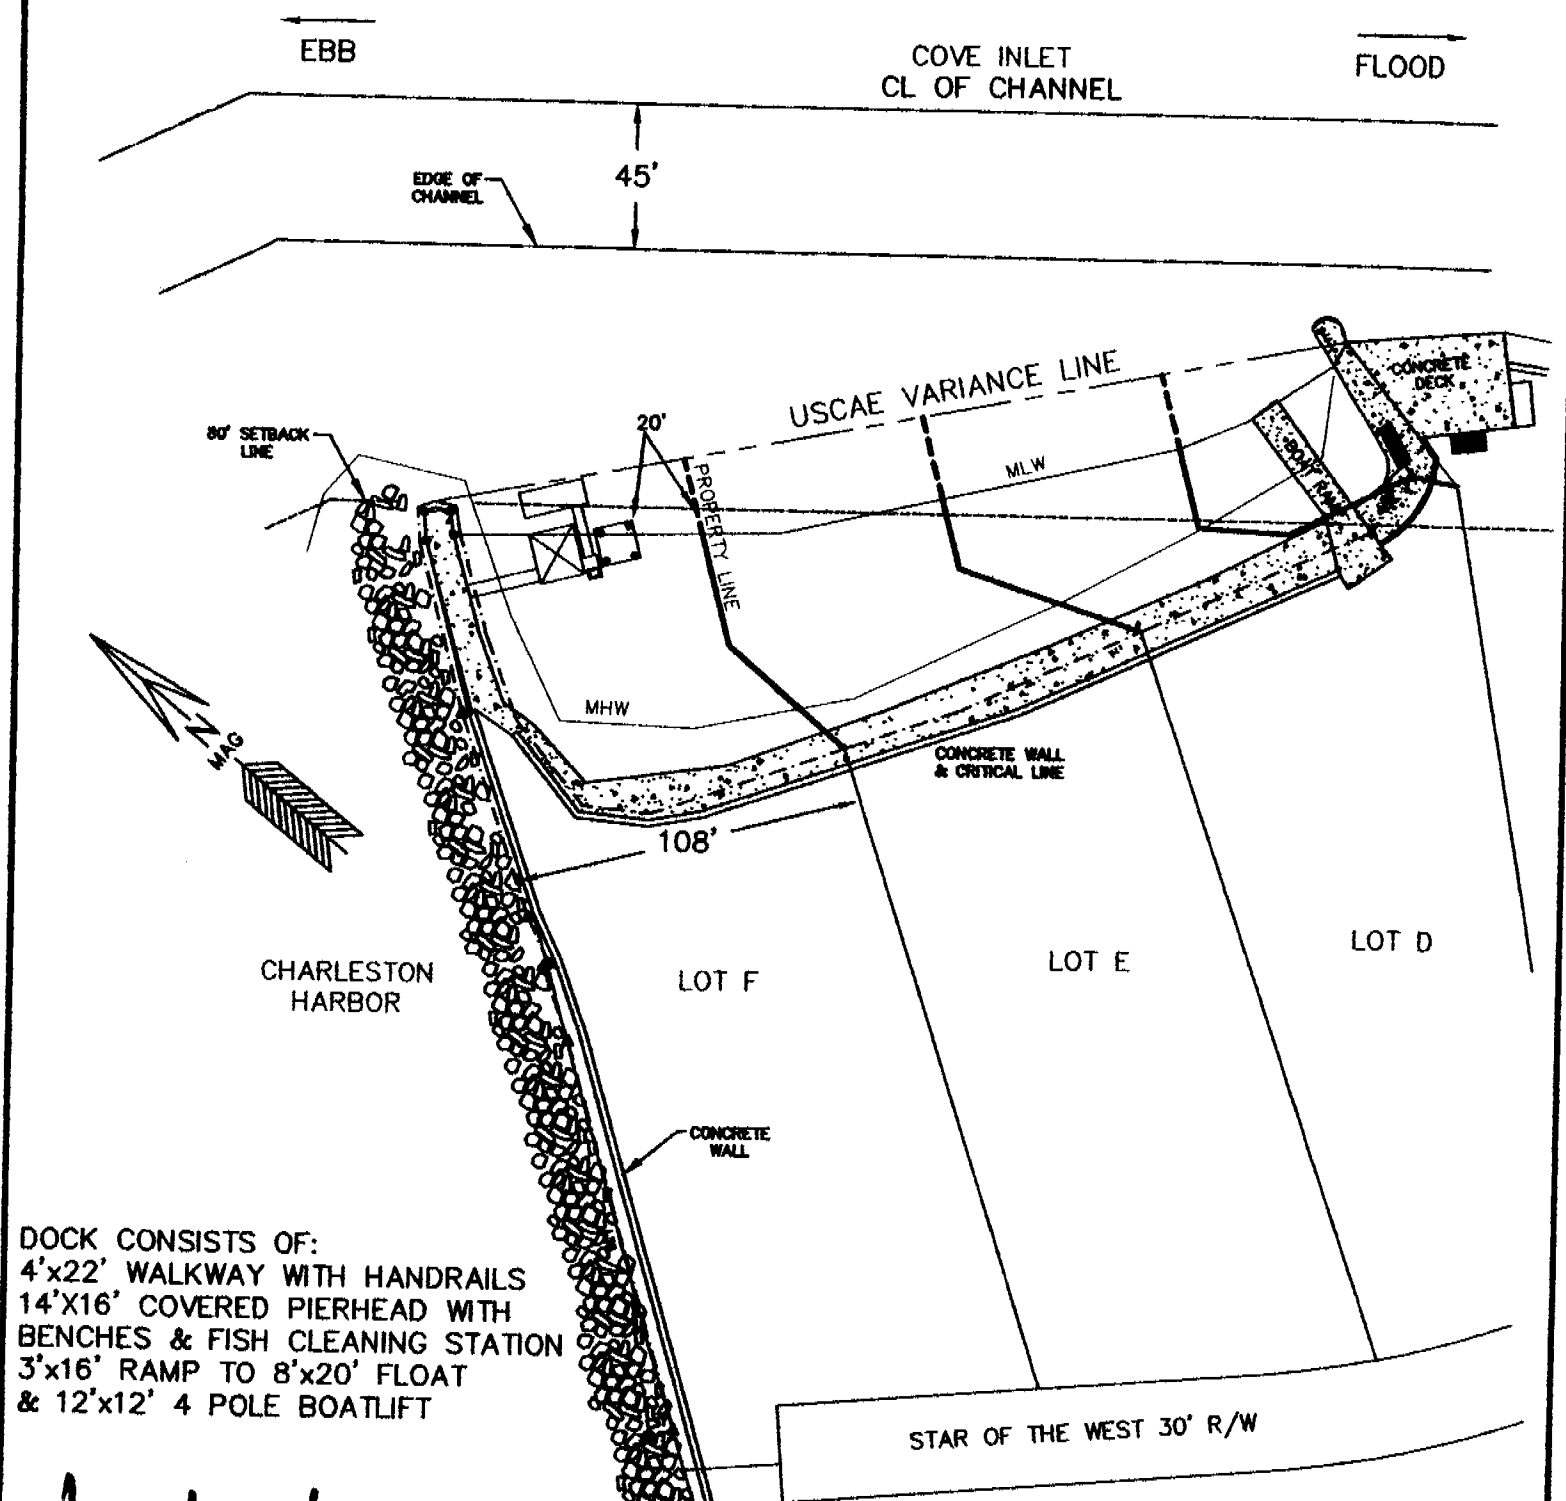 EBB
COVE INLET
CL OF CHANNEL
FLOOD
45'
EDGE OF
CHANNEL
USCAE VARIANCE LINE
CONCRETE
DECK
80' SETBACK
LINE
20'
PROPERTY LINE
MLW
BOAT RAMP
MHW
N
MAG
CONCRETE WALL
& CRITICAL LINE
108'
CHARLESTON
HARBOR
LOT F
LOT E
LOT D
CONCRETE
WALL
DOCK CONSISTS OF:
4'x22' WALKWAY WITH HANDRAILS
14'X16' COVERED PIERHEAD WITH
BENCHES & FISH CLEANING STATION
3'x16' RAMP TO 8'x20' FLOAT
& 12'x12' 4 POLE BOATLIFT
STAR OF THE WEST 30' R/W